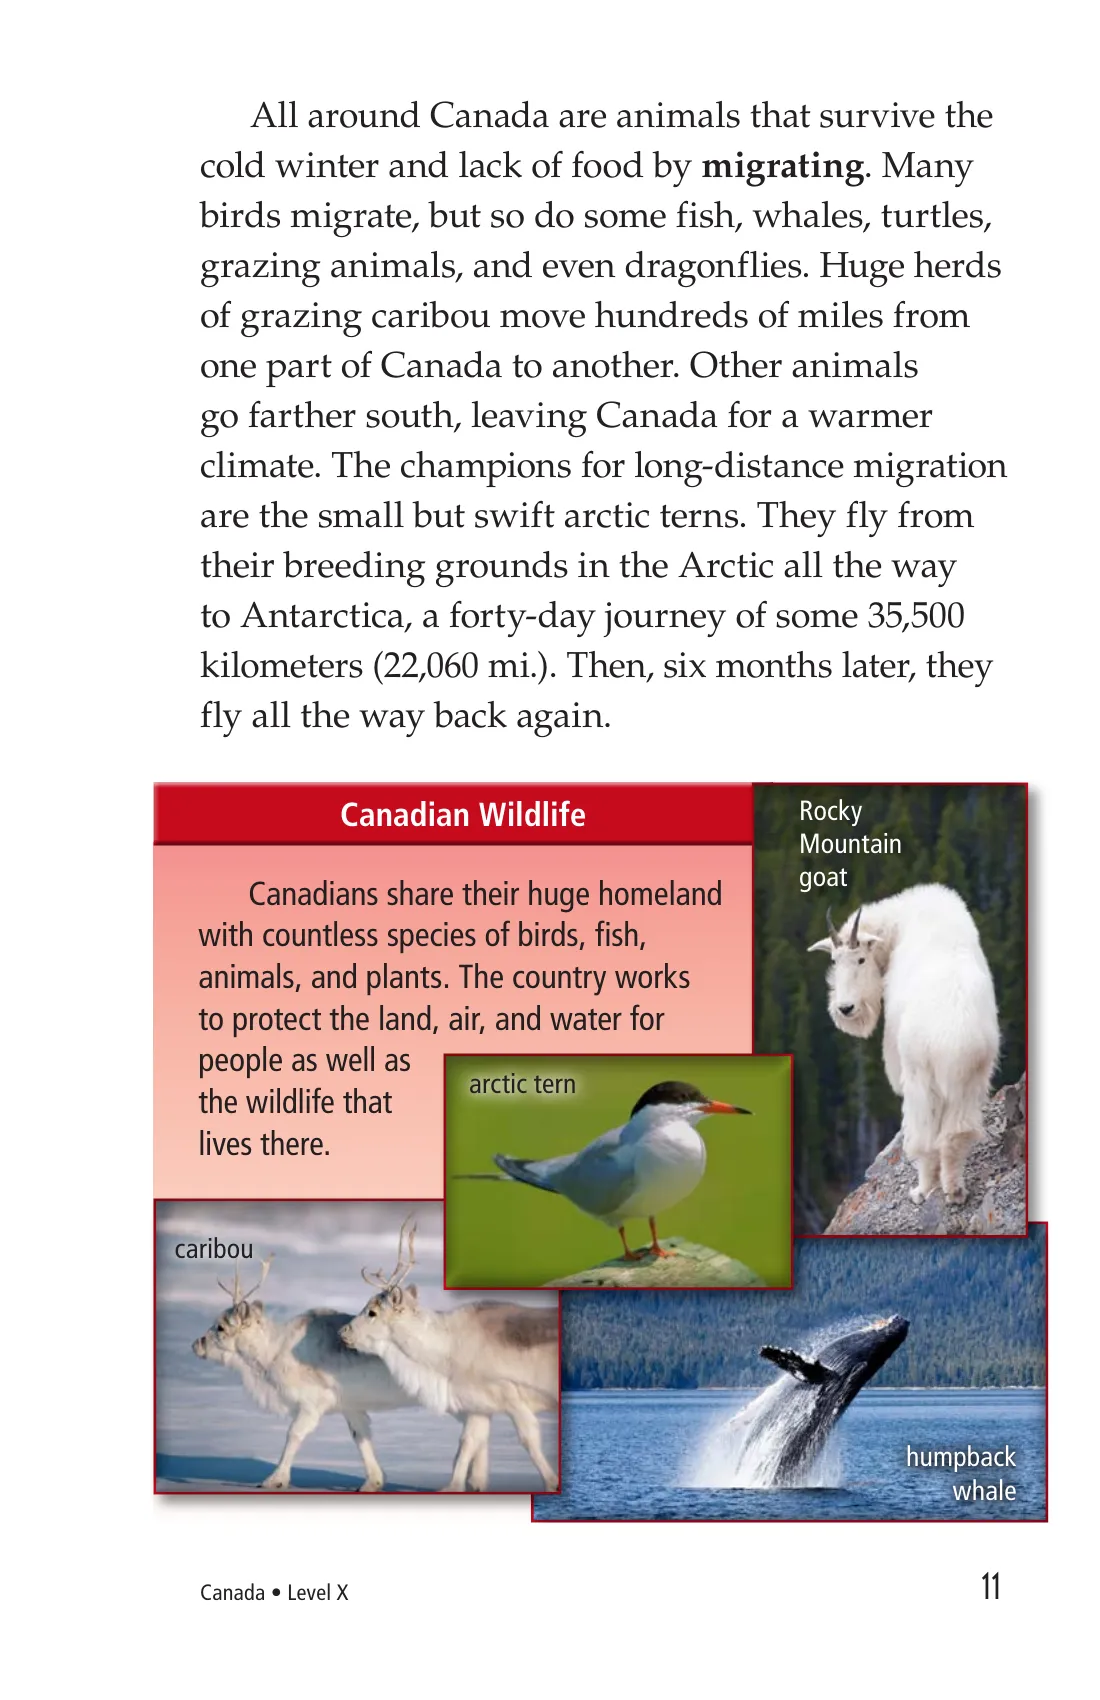 All around Canada are animals that survive the
cold winter and lack of food by migrating. Many
birds migrate, but so do some fish, whales, turtles,
grazing animals, and even dragonflies. Huge herds
of grazing caribou move hundreds of miles from
one part of Canada to another. Other animals
go farther south, leaving Canada for a warmer
climate. The champions for long-distance migration
are the small but swift arctic terns. They fly from
their breeding grounds in the Arctic all the way
to Antarctica, a forty-day journey of some 35,500
kilometers (22,060 mi.). Then, six months later, they
fly all the way back again.
Canadian Wildlife
Canadians share their huge homeland
with countless species of birds, fish,
animals, and plants. The country works
to protect the land, air, and water for
people as well as
the wildlife that
lives there.
Rocky
Mountain
goat
arctic tern
caribou
humpback
whale
Canada • Level X
11